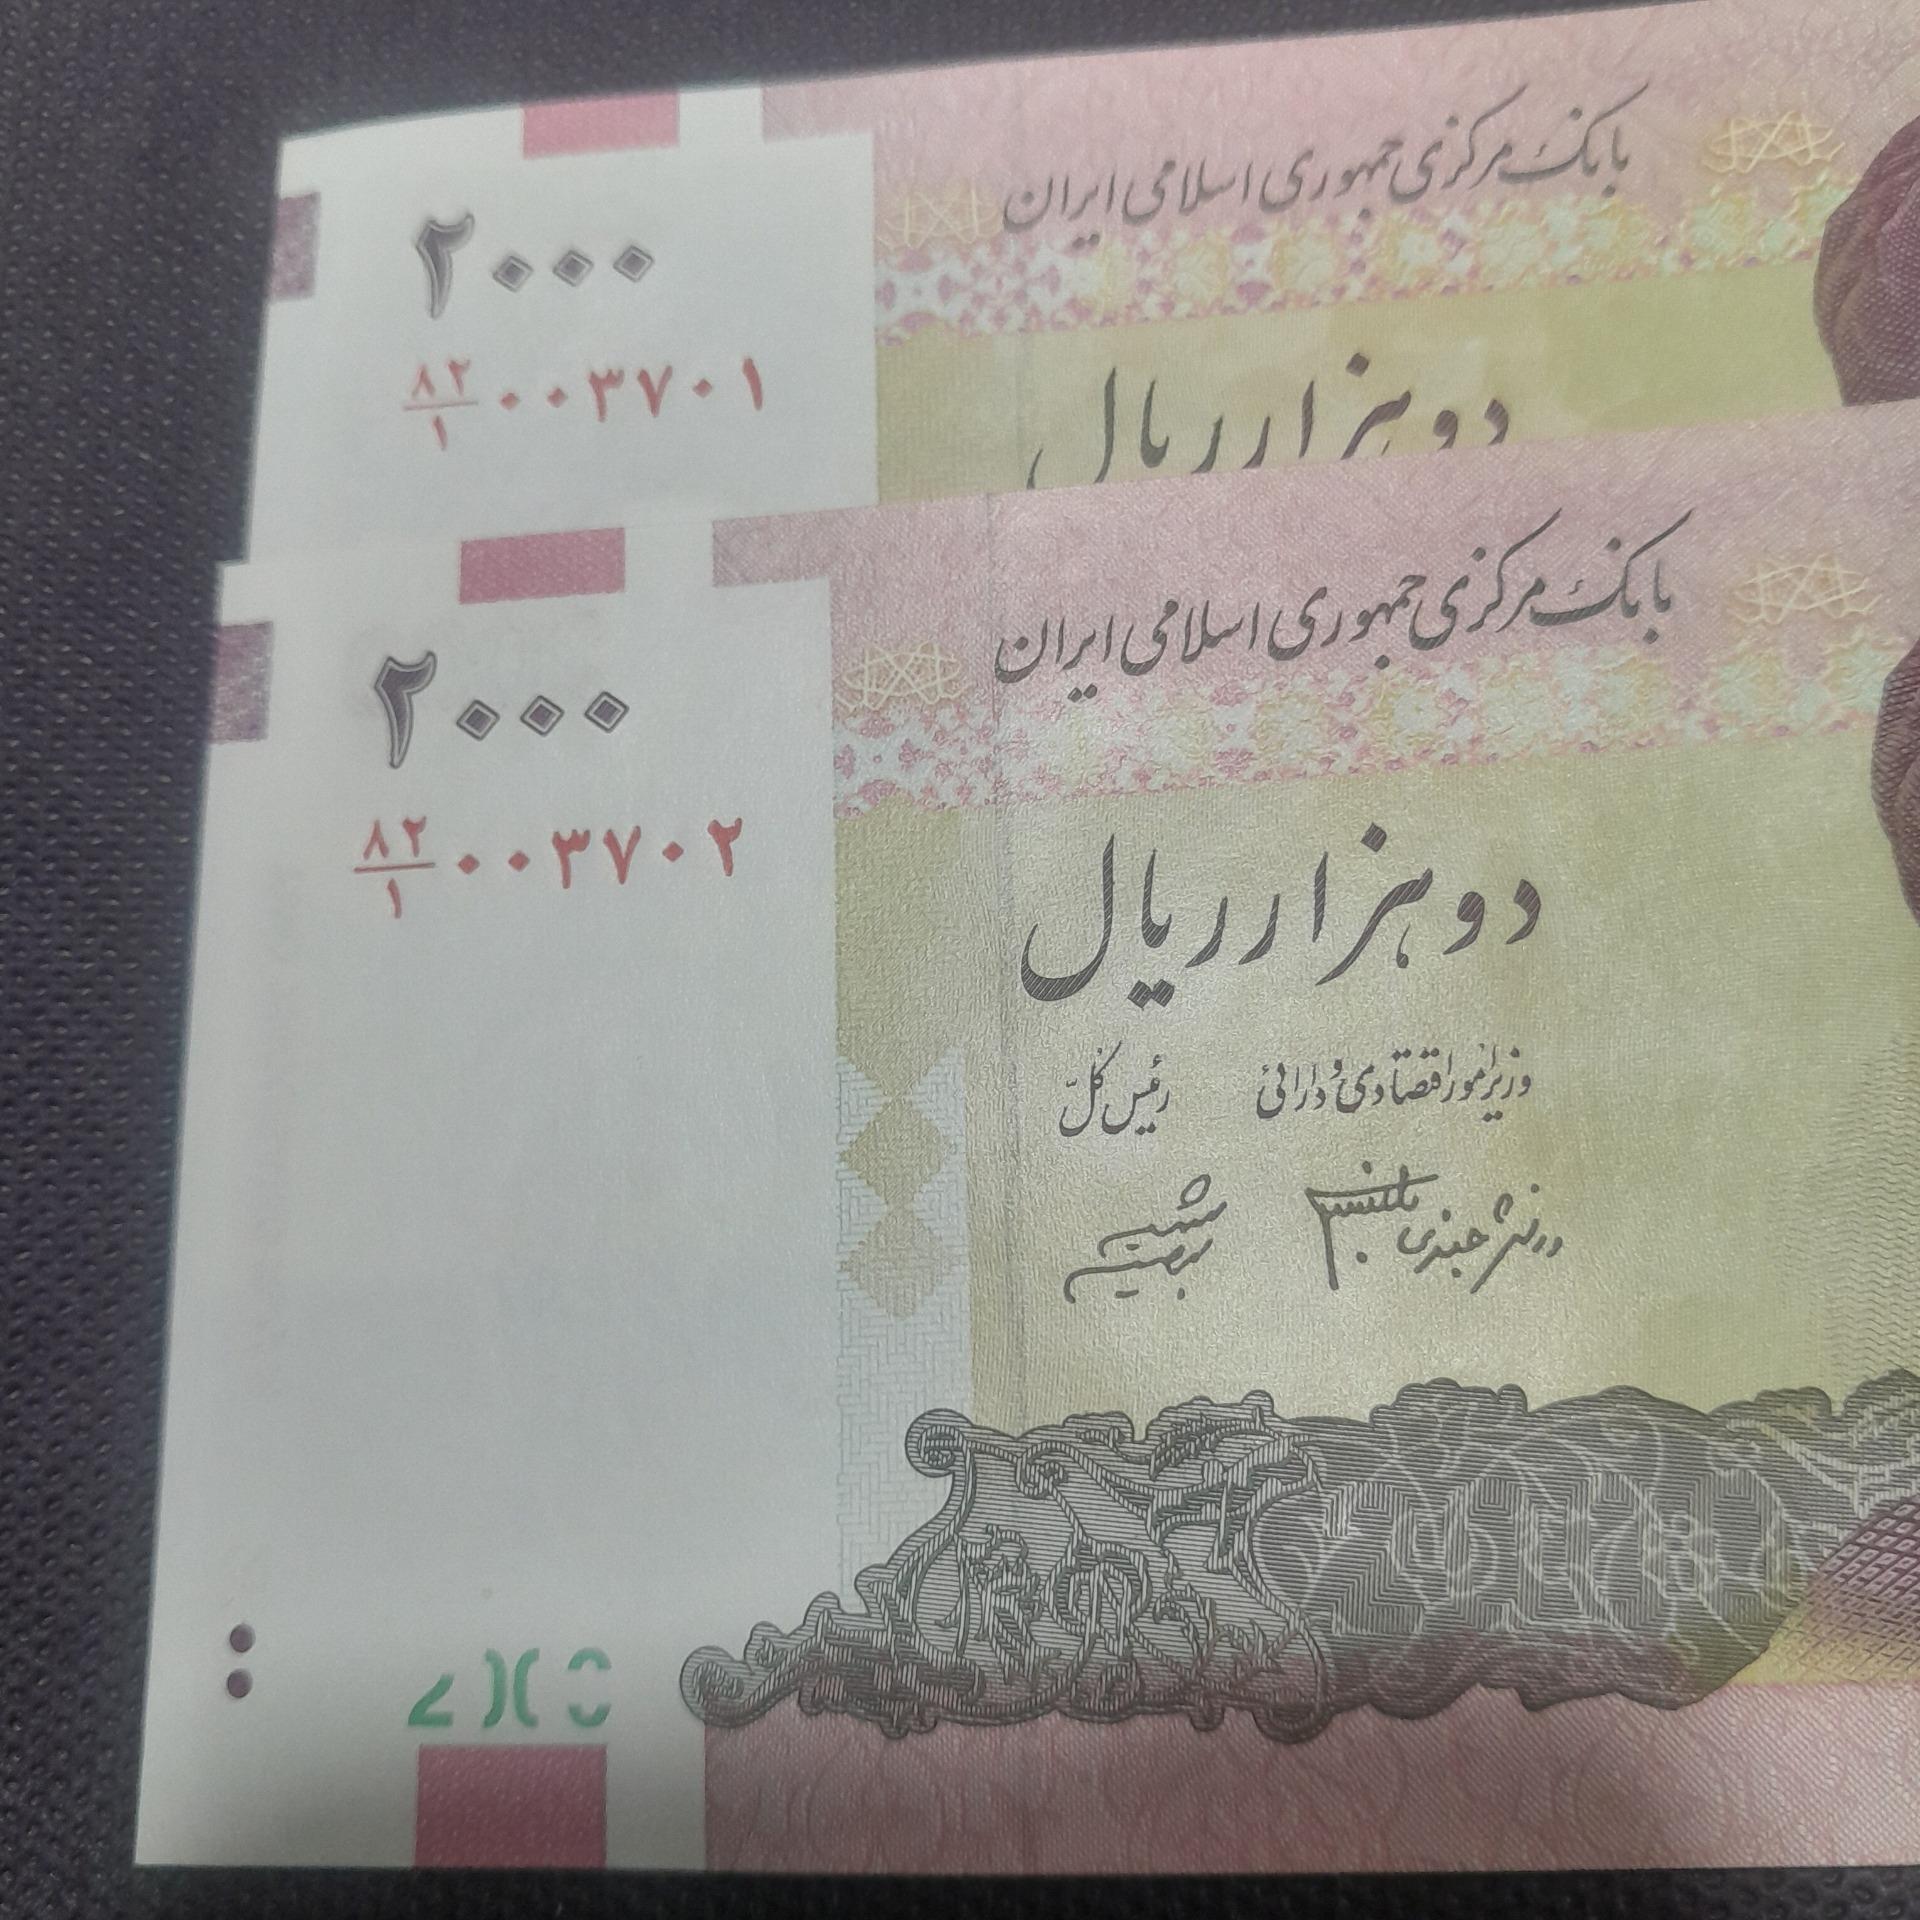 بانک مرکزی جمهوری اسلامی ایران
۲۰۰۰
۸۲/۱ ۰۰۳۷۰۱
دو هزار ریال
بانک مرکزی جمهوری اسلامی ایران
۲۰۰۰
۸۲/۱ ۰۰۳۷۰۲
دو هزار ریال
وزیر امور اقتصادی و دارائی
رئیس کلّ